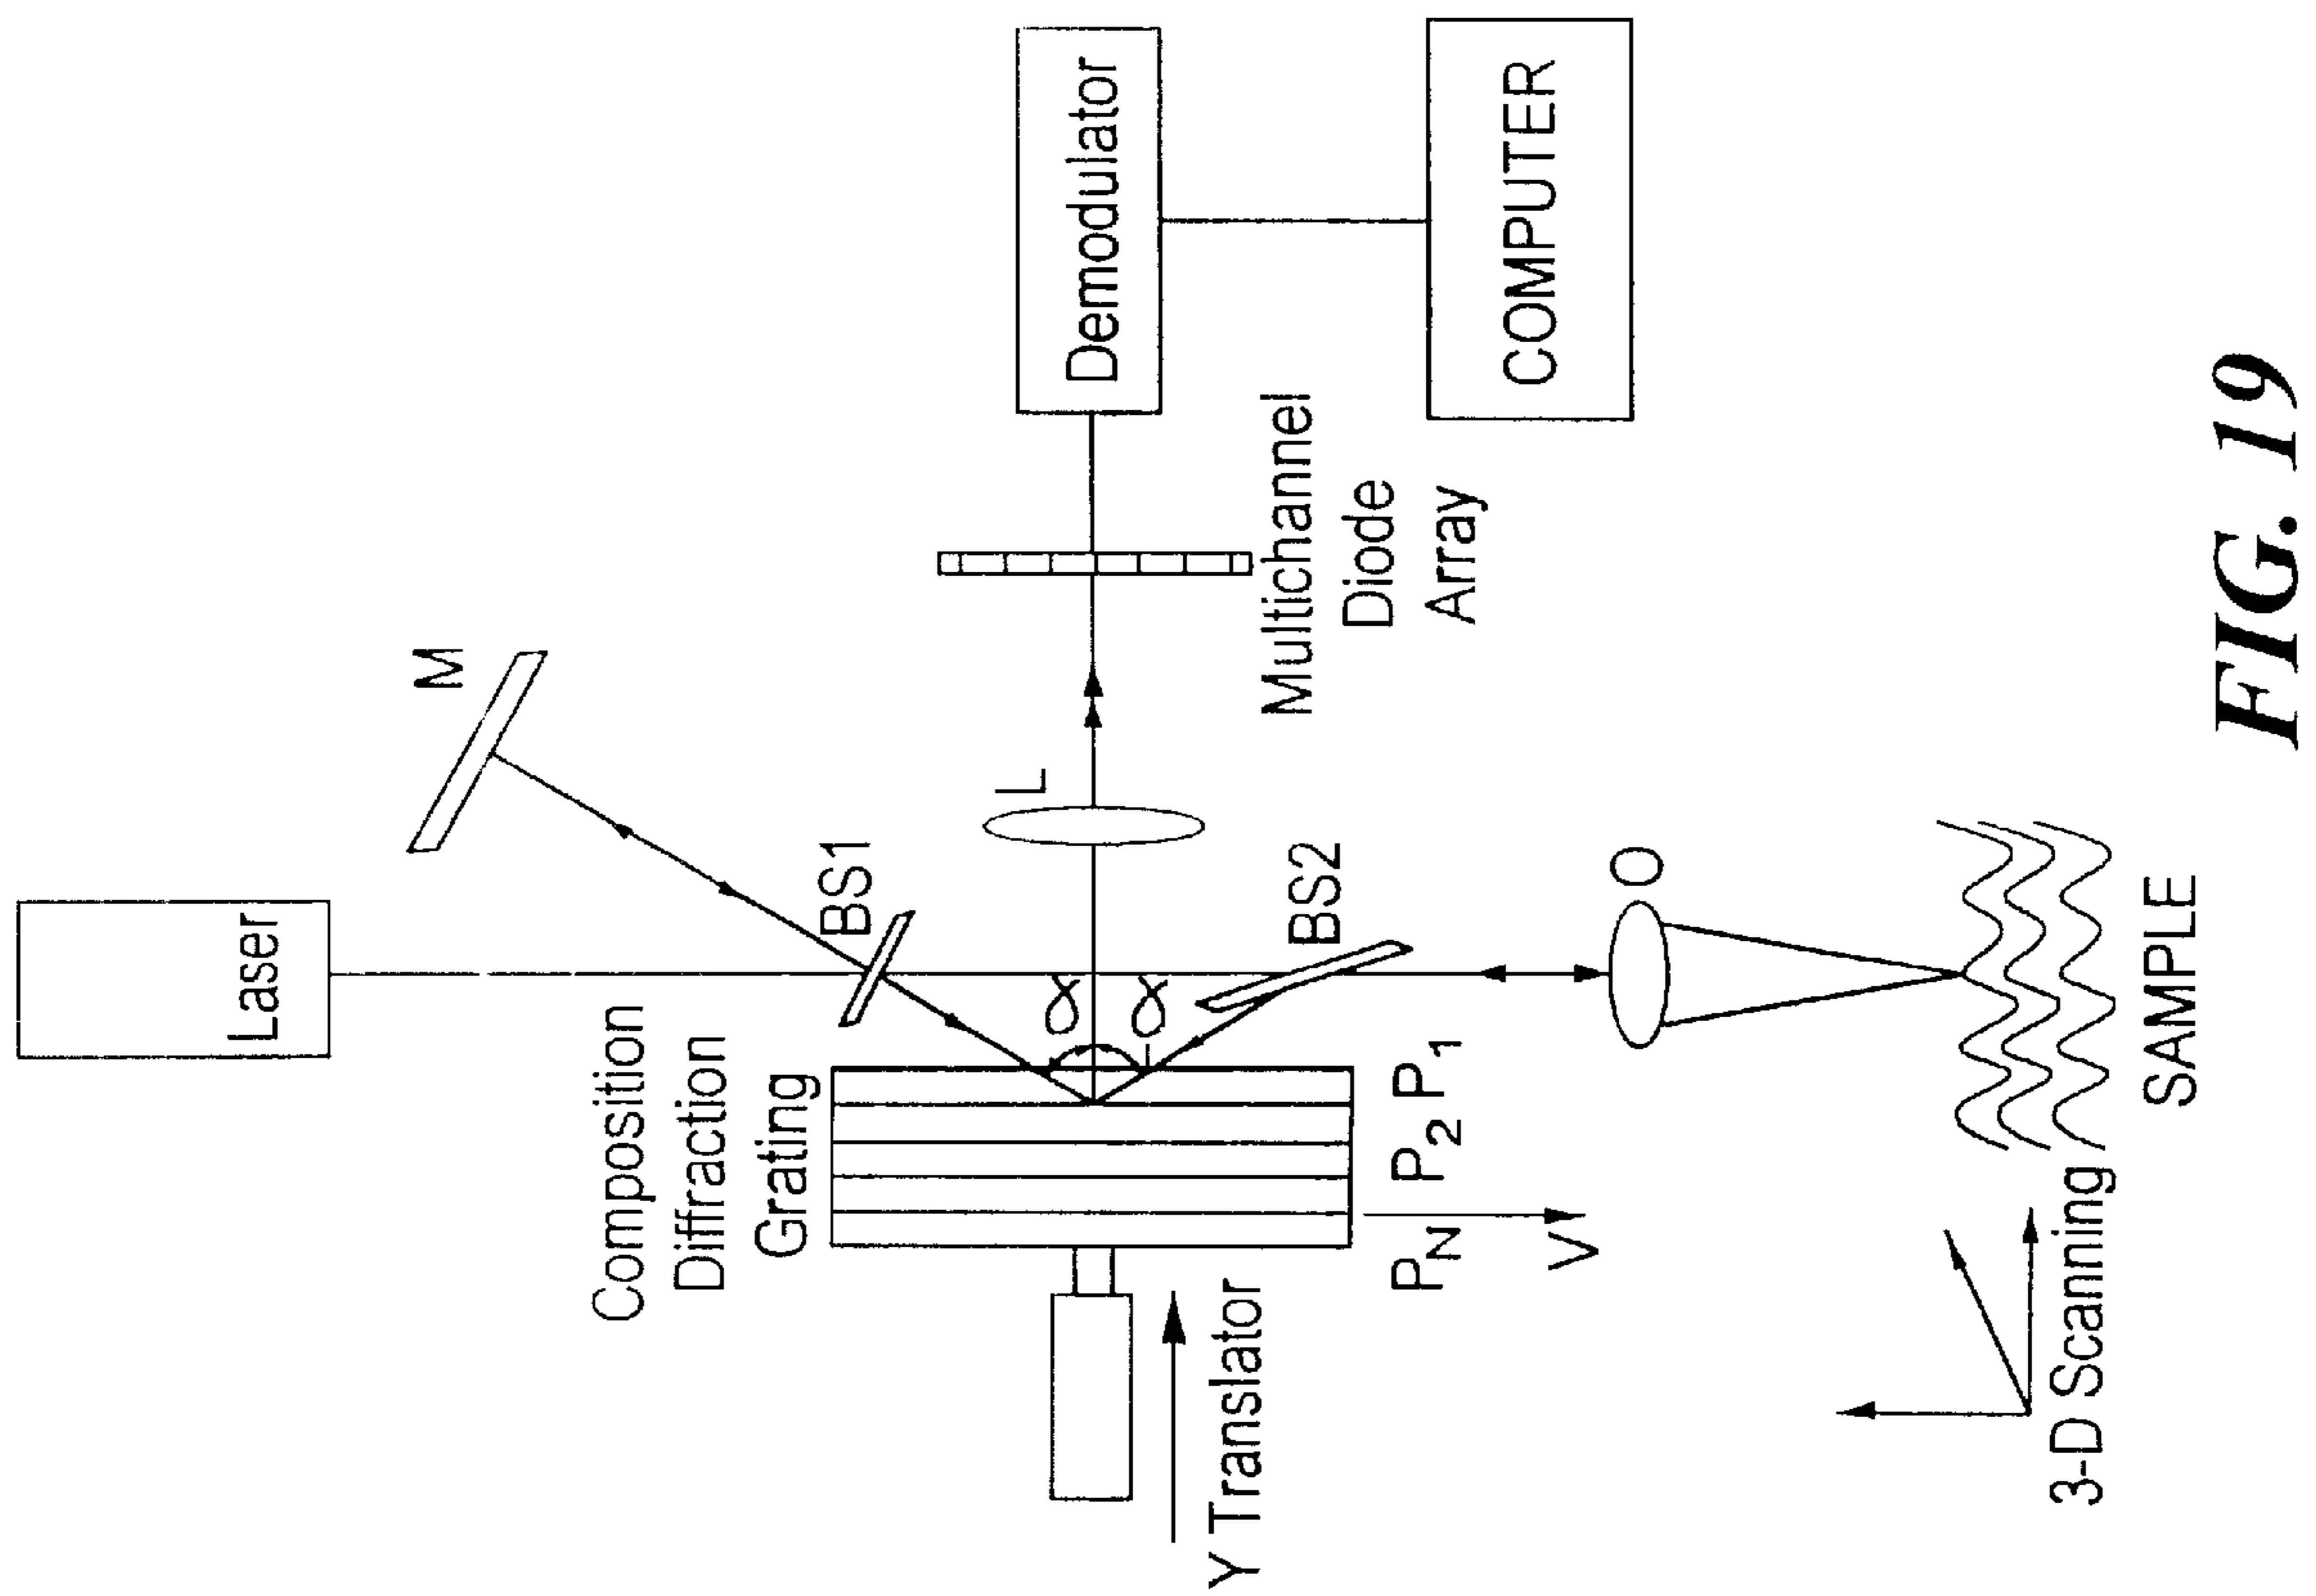 Laser
M
BS1
Composition
Diffraction
Grating
L
α
-α
BS2
O
P1
P2
PN
V
Y Translator
Multichannel
Diode
Array
Demodulator
COMPUTER
SAMPLE
3-D Scanning
FIG. 19